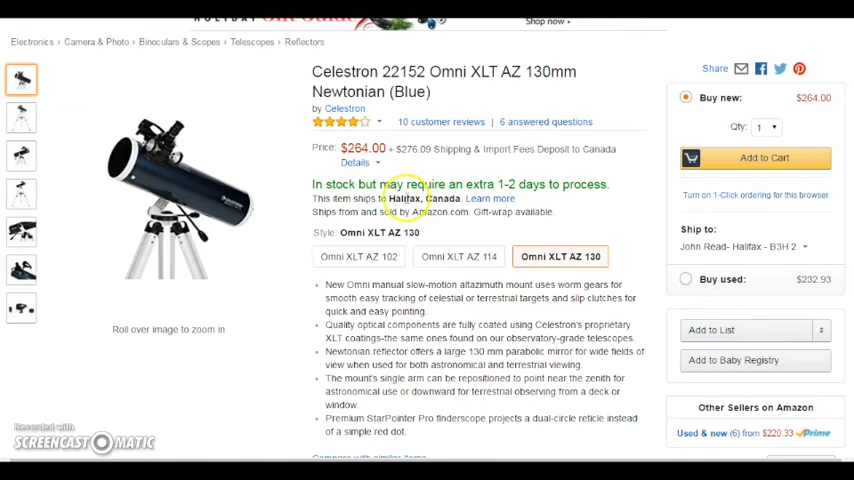 HOLIDAY Gift Guide
Shop now ›
Electronics › Camera & Photo › Binoculars & Scopes › Telescopes › Reflectors
Celestron 22152 Omni XLT AZ 130mm
Newtonian (Blue)
by Celestron
10 customer reviews | 6 answered questions
Price: $264.00 + $276.09 Shipping & Import Fees Deposit to Canada
Details
In stock but may require an extra 1-2 days to process.
This item ships to Halifax, Canada. Learn more
Ships from and sold by Amazon.com. Gift-wrap available.
Style: Omni XLT AZ 130
Omni XLT AZ 102
Omni XLT AZ 114
Omni XLT AZ 130
• New Omni manual slow-motion altazimuth mount uses worm gears for
smooth easy tracking of celestial or terrestrial targets and slip clutches for
quick and easy pointing.
• Quality optical components are fully coated using Celestron's proprietary
XLT coatings-the same ones found on our observatory-grade telescopes.
• Newtonian reflector offers a large 130 mm parabolic mirror for wide fields of
view when used for both astronomical and terrestrial viewing.
• The mount's single arm can be repositioned to point near the zenith for
astronomical use or downward for terrestrial observing from a deck or
window.
• Premium StarPointer Pro finderscope projects a dual-circle reticle instead
of a simple red dot.
Compare with similar items
Roll over image to zoom in
CELESTRON
Share
Buy new: $264.00
Qty: 1
Add to Cart
Turn on 1-Click ordering for this browser
Ship to:
John Read- Halifax - B3H 2
Buy used: $232.93
Add to List
Add to Baby Registry
Other Sellers on Amazon
Used & new (6) from $220.33 Prime
Recorded with
SCREENCAST-O-MATIC